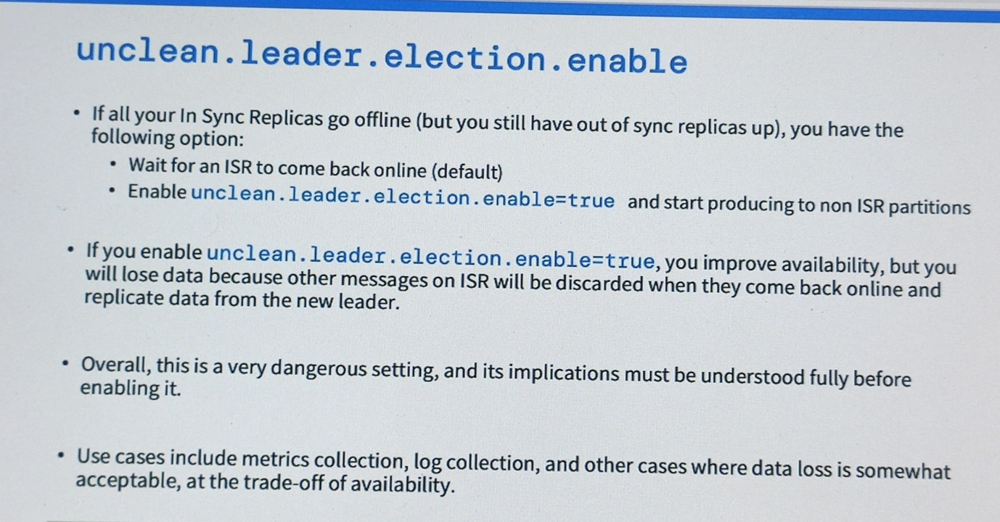 unclean.leader.election.enable
• If all your In Sync Replicas go offline (but you still have out of sync replicas up), you have the
following option:
• Wait for an ISR to come back online (default)
• Enable unclean.leader.election.enable=true and start producing to non ISR partitions
• If you enable unclean.leader.election.enable=true, you improve availability, but you
will lose data because other messages on ISR will be discarded when they come back online and
replicate data from the new leader.
• Overall, this is a very dangerous setting, and its implications must be understood fully before
enabling it.
• Use cases include metrics collection, log collection, and other cases where data loss is somewhat
acceptable, at the trade-off of availability.